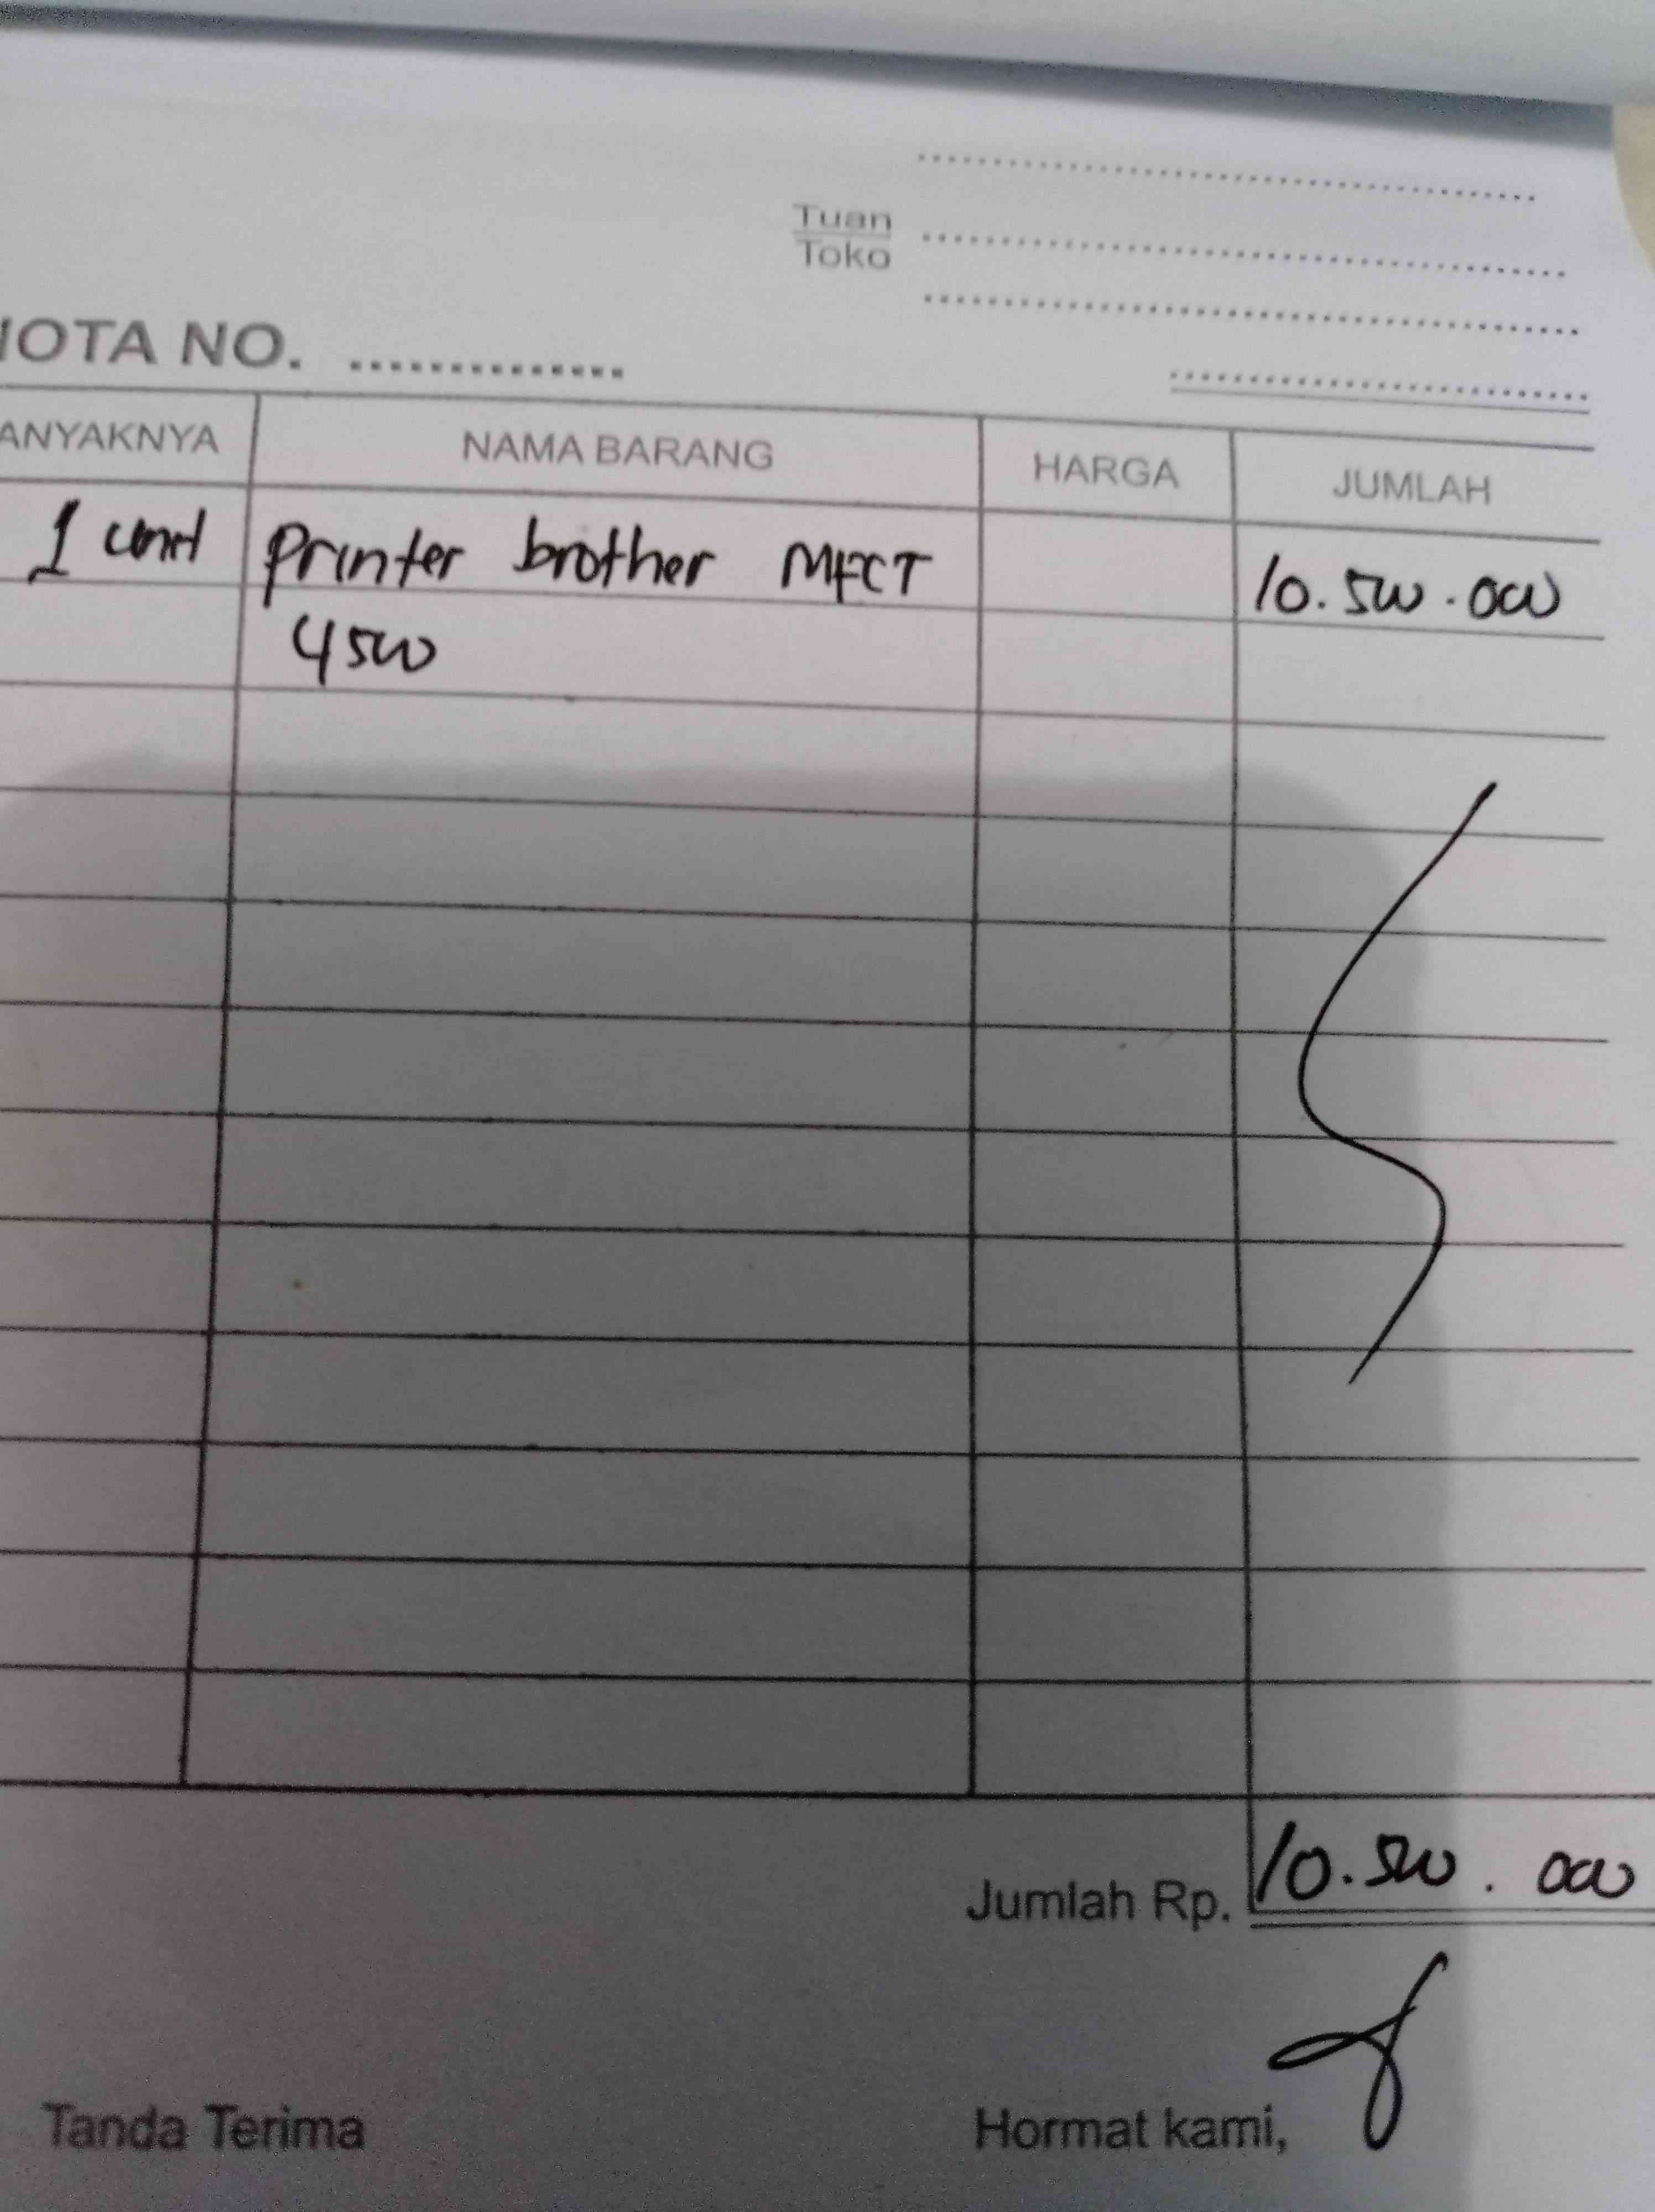 Tuan
Toko
NOTA NO. ..............
ANYAKNYA NAMA BARANG HARGA JUMLAH
1 unit printer brother MFCT 10.500.000
4500
Jumlah Rp. 10.500.000
Tanda Terima Hormat kami,